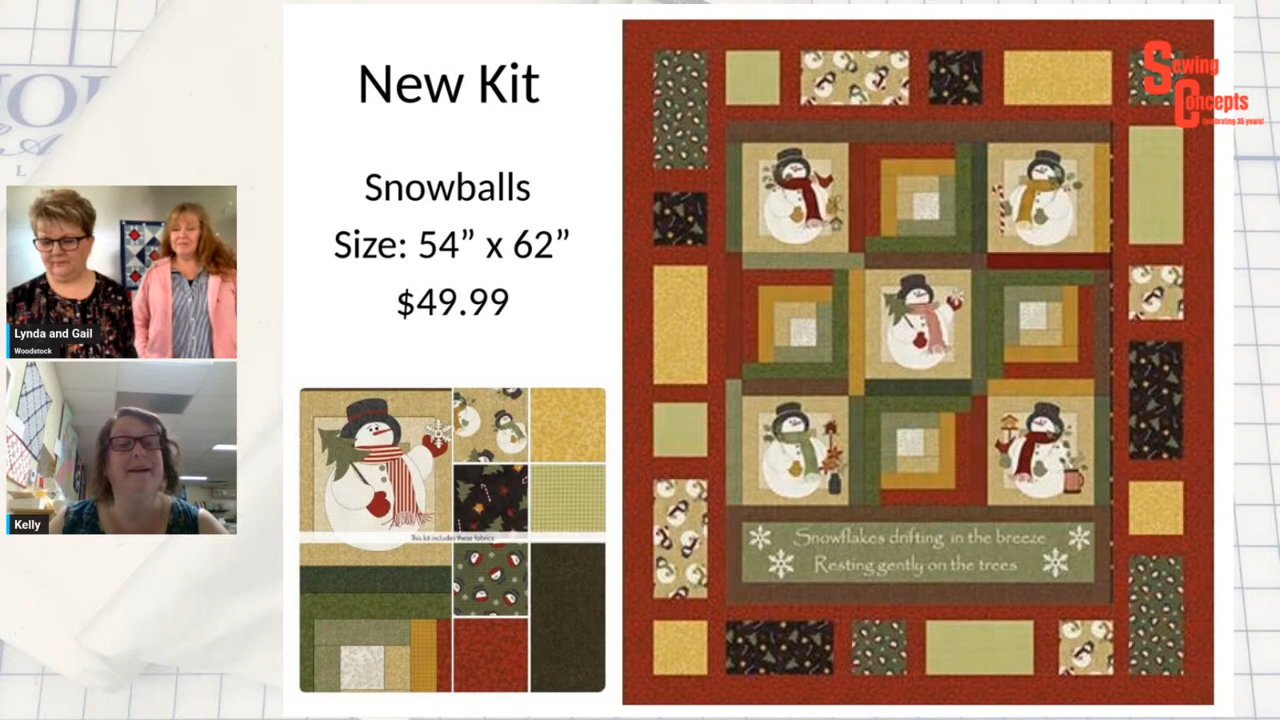 New Kit
Snowballs
Size: 54” x 62”
$49.99
Sewing
Concepts
Celebrating 35 years!
Lynda and Gail
Woodstock
Kelly
This kit includes these fabrics
Snowflakes drifting in the breeze
Resting gently on the trees